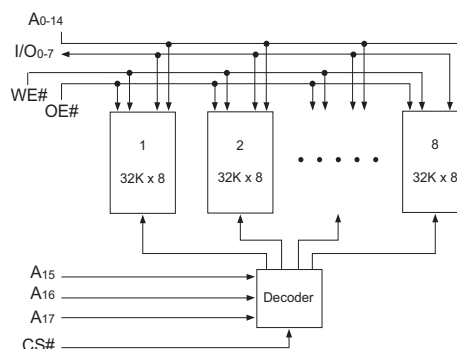 A0-14
I/O0-7
WE#
OE#
1
32K x 8
2
32K x 8
8
32K x 8
A15
A16
A17
CS#
Decoder